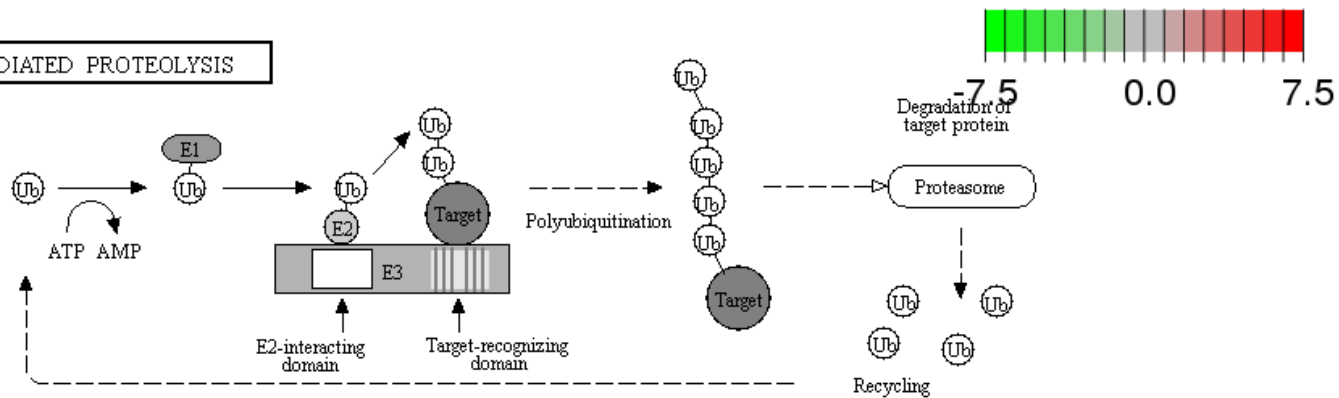 DIATED PROTEOLYSIS
-7.5 0.0 7.5
Degradation of
target protein
Ub
Ub
E1
Ub
Ub
Ub
Ub
E2
Target
E3
ATP AMP
E2-interacting
domain
Target-recognizing
domain
Polyubiquitination
Ub
Ub
Ub
Ub
Ub
Target
Proteasome
Ub
Ub
Ub
Ub
Recycling